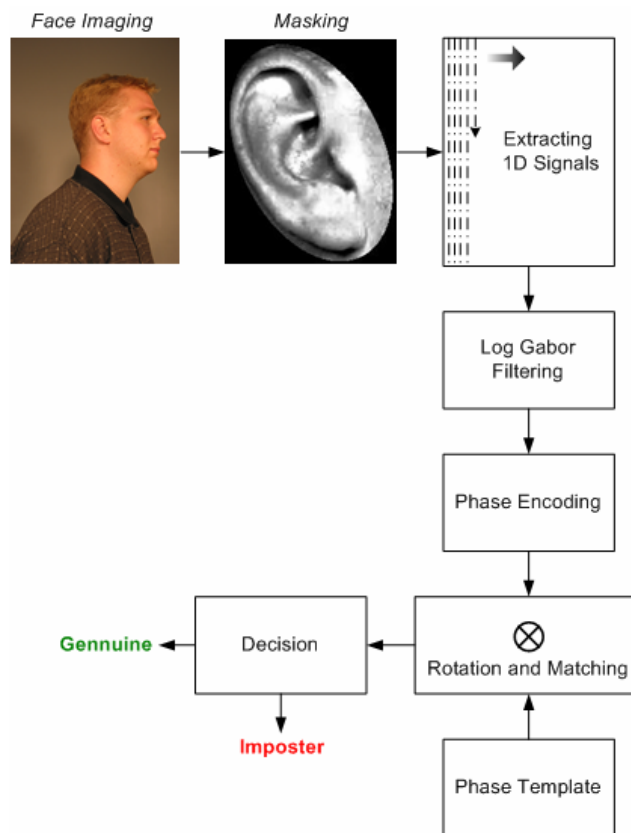 Face Imaging
Masking
Extracting
1D Signals
Log Gabor
Filtering
Phase Encoding
Rotation and Matching
Decision
Gennuine
Imposter
Phase Template